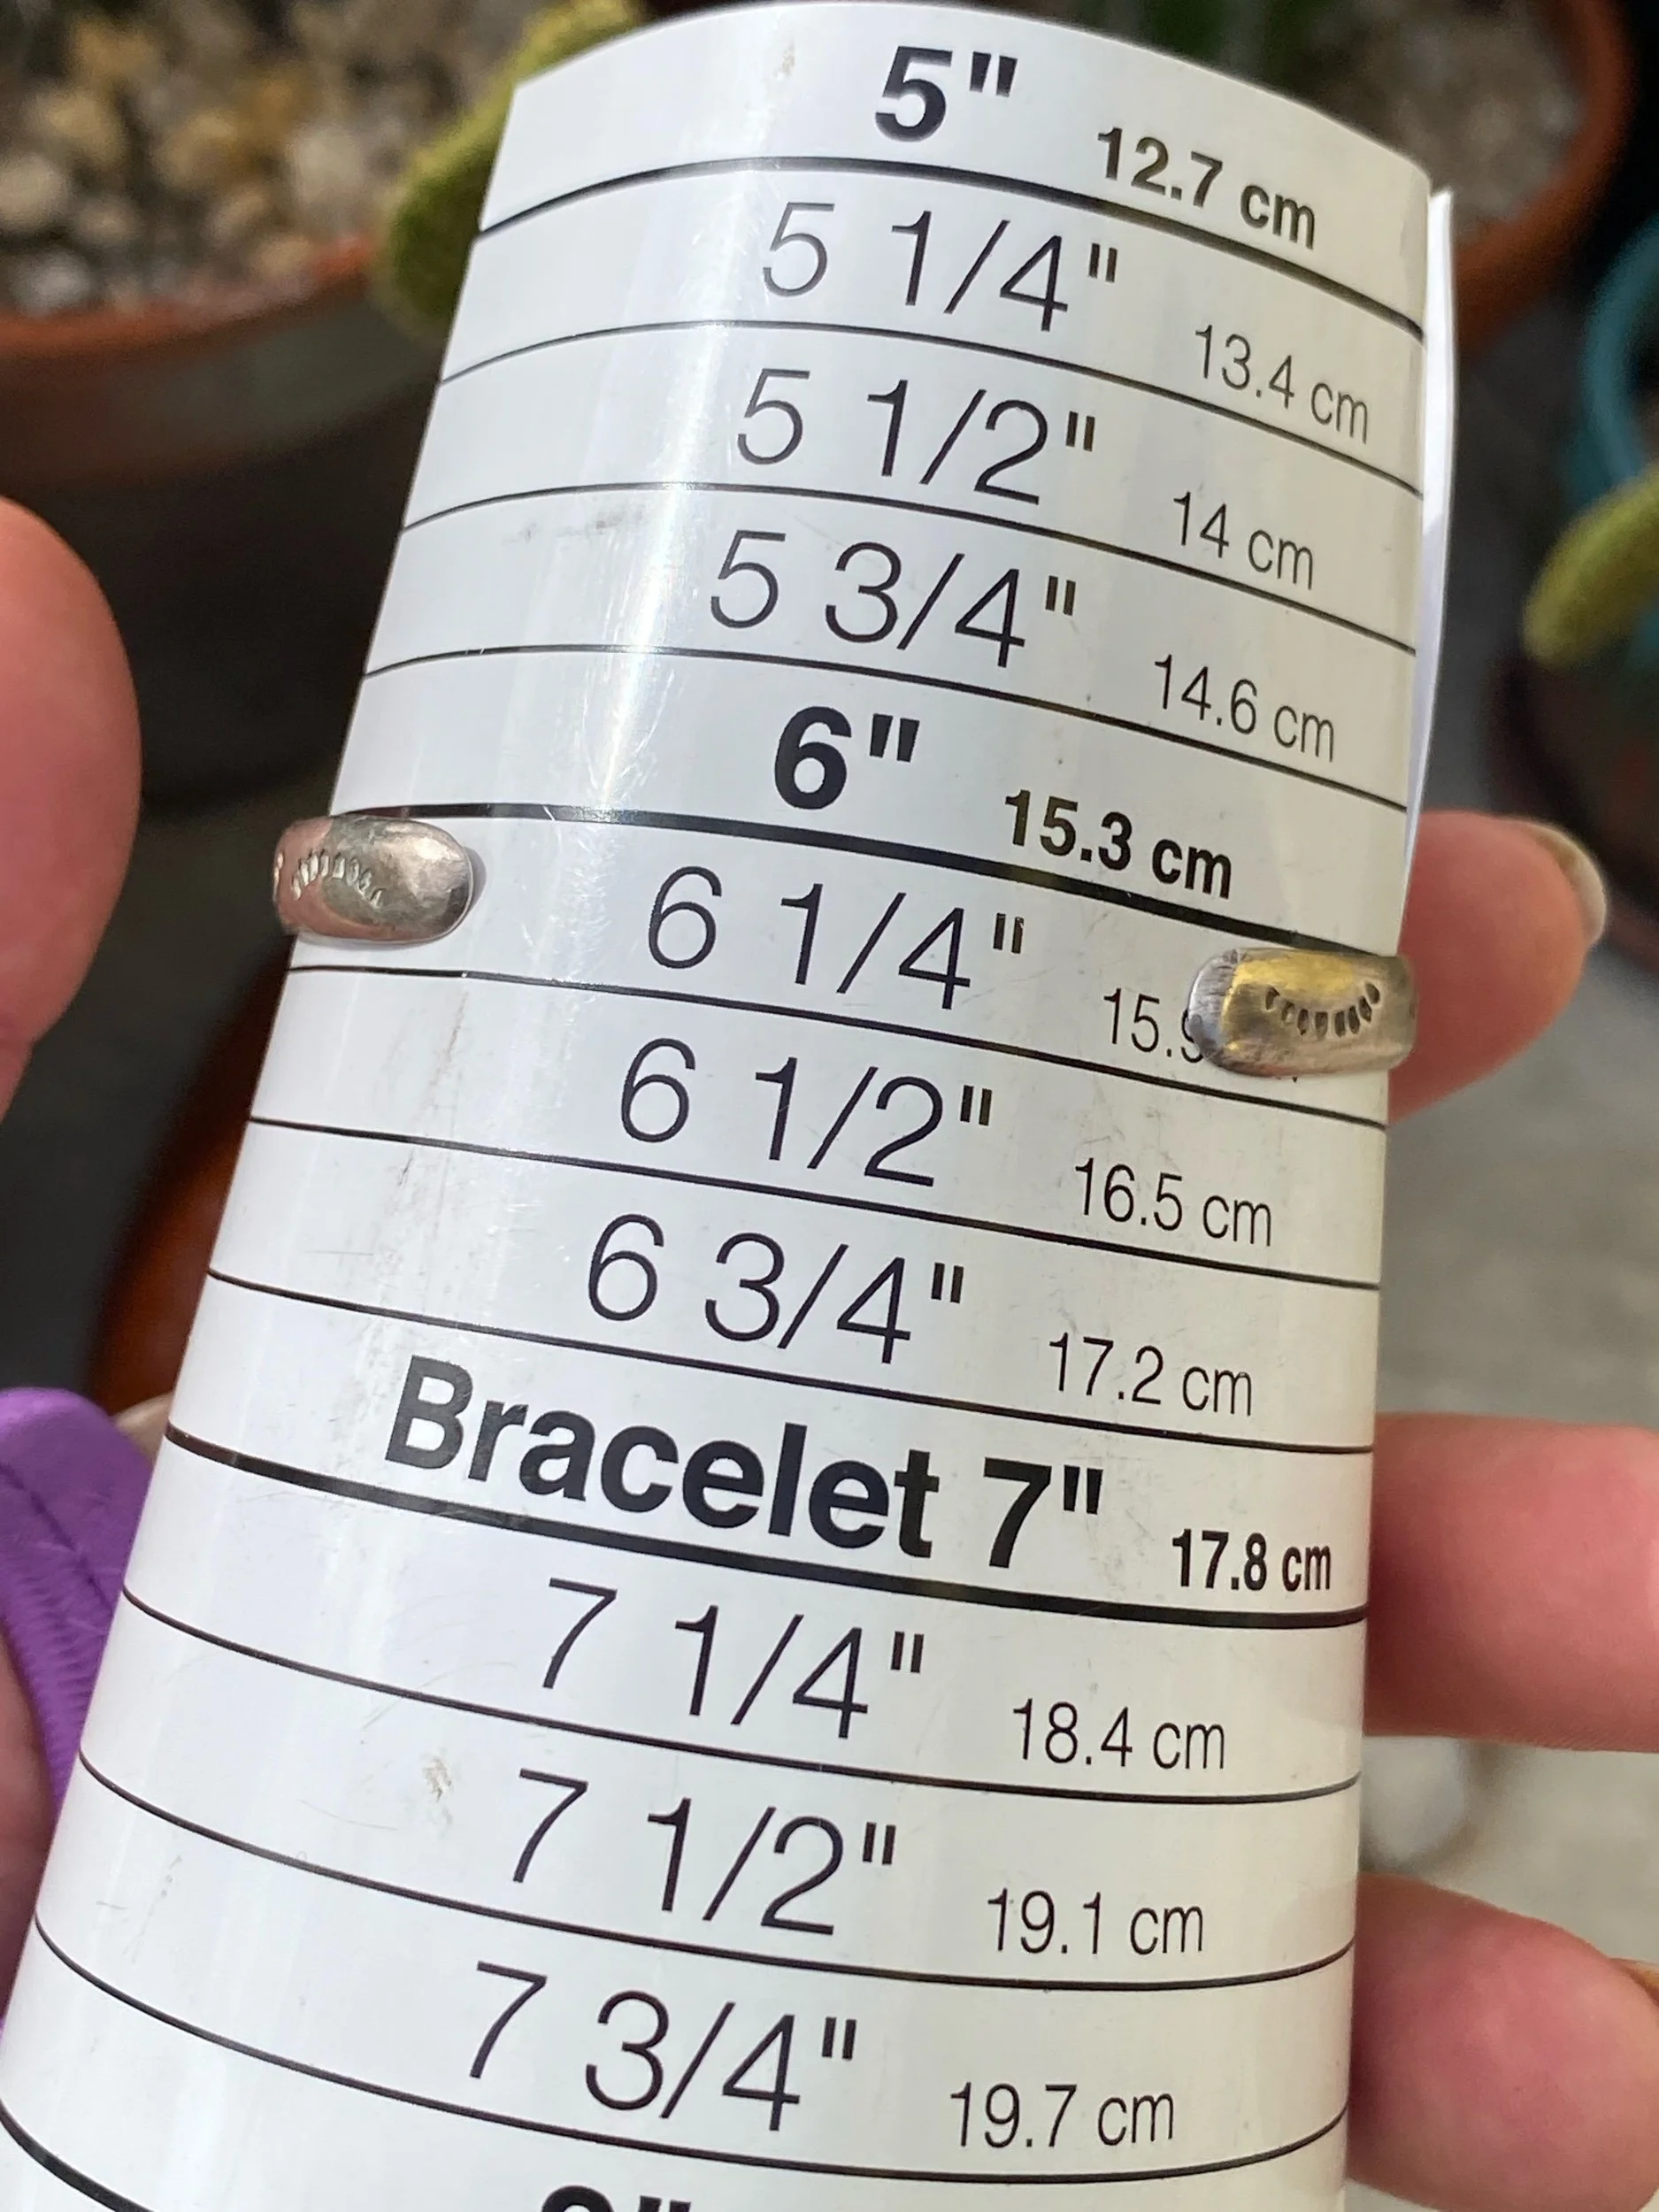 5" 12.7 cm
5 1/4" 13.4 cm
5 1/2" 14 cm
5 3/4" 14.6 cm
6" 15.3 cm
6 1/4" 15.9
6 1/2" 16.5 cm
6 3/4" 17.2 cm
Bracelet 7" 17.8 cm
7 1/4" 18.4 cm
7 1/2" 19.1 cm
7 3/4" 19.7 cm